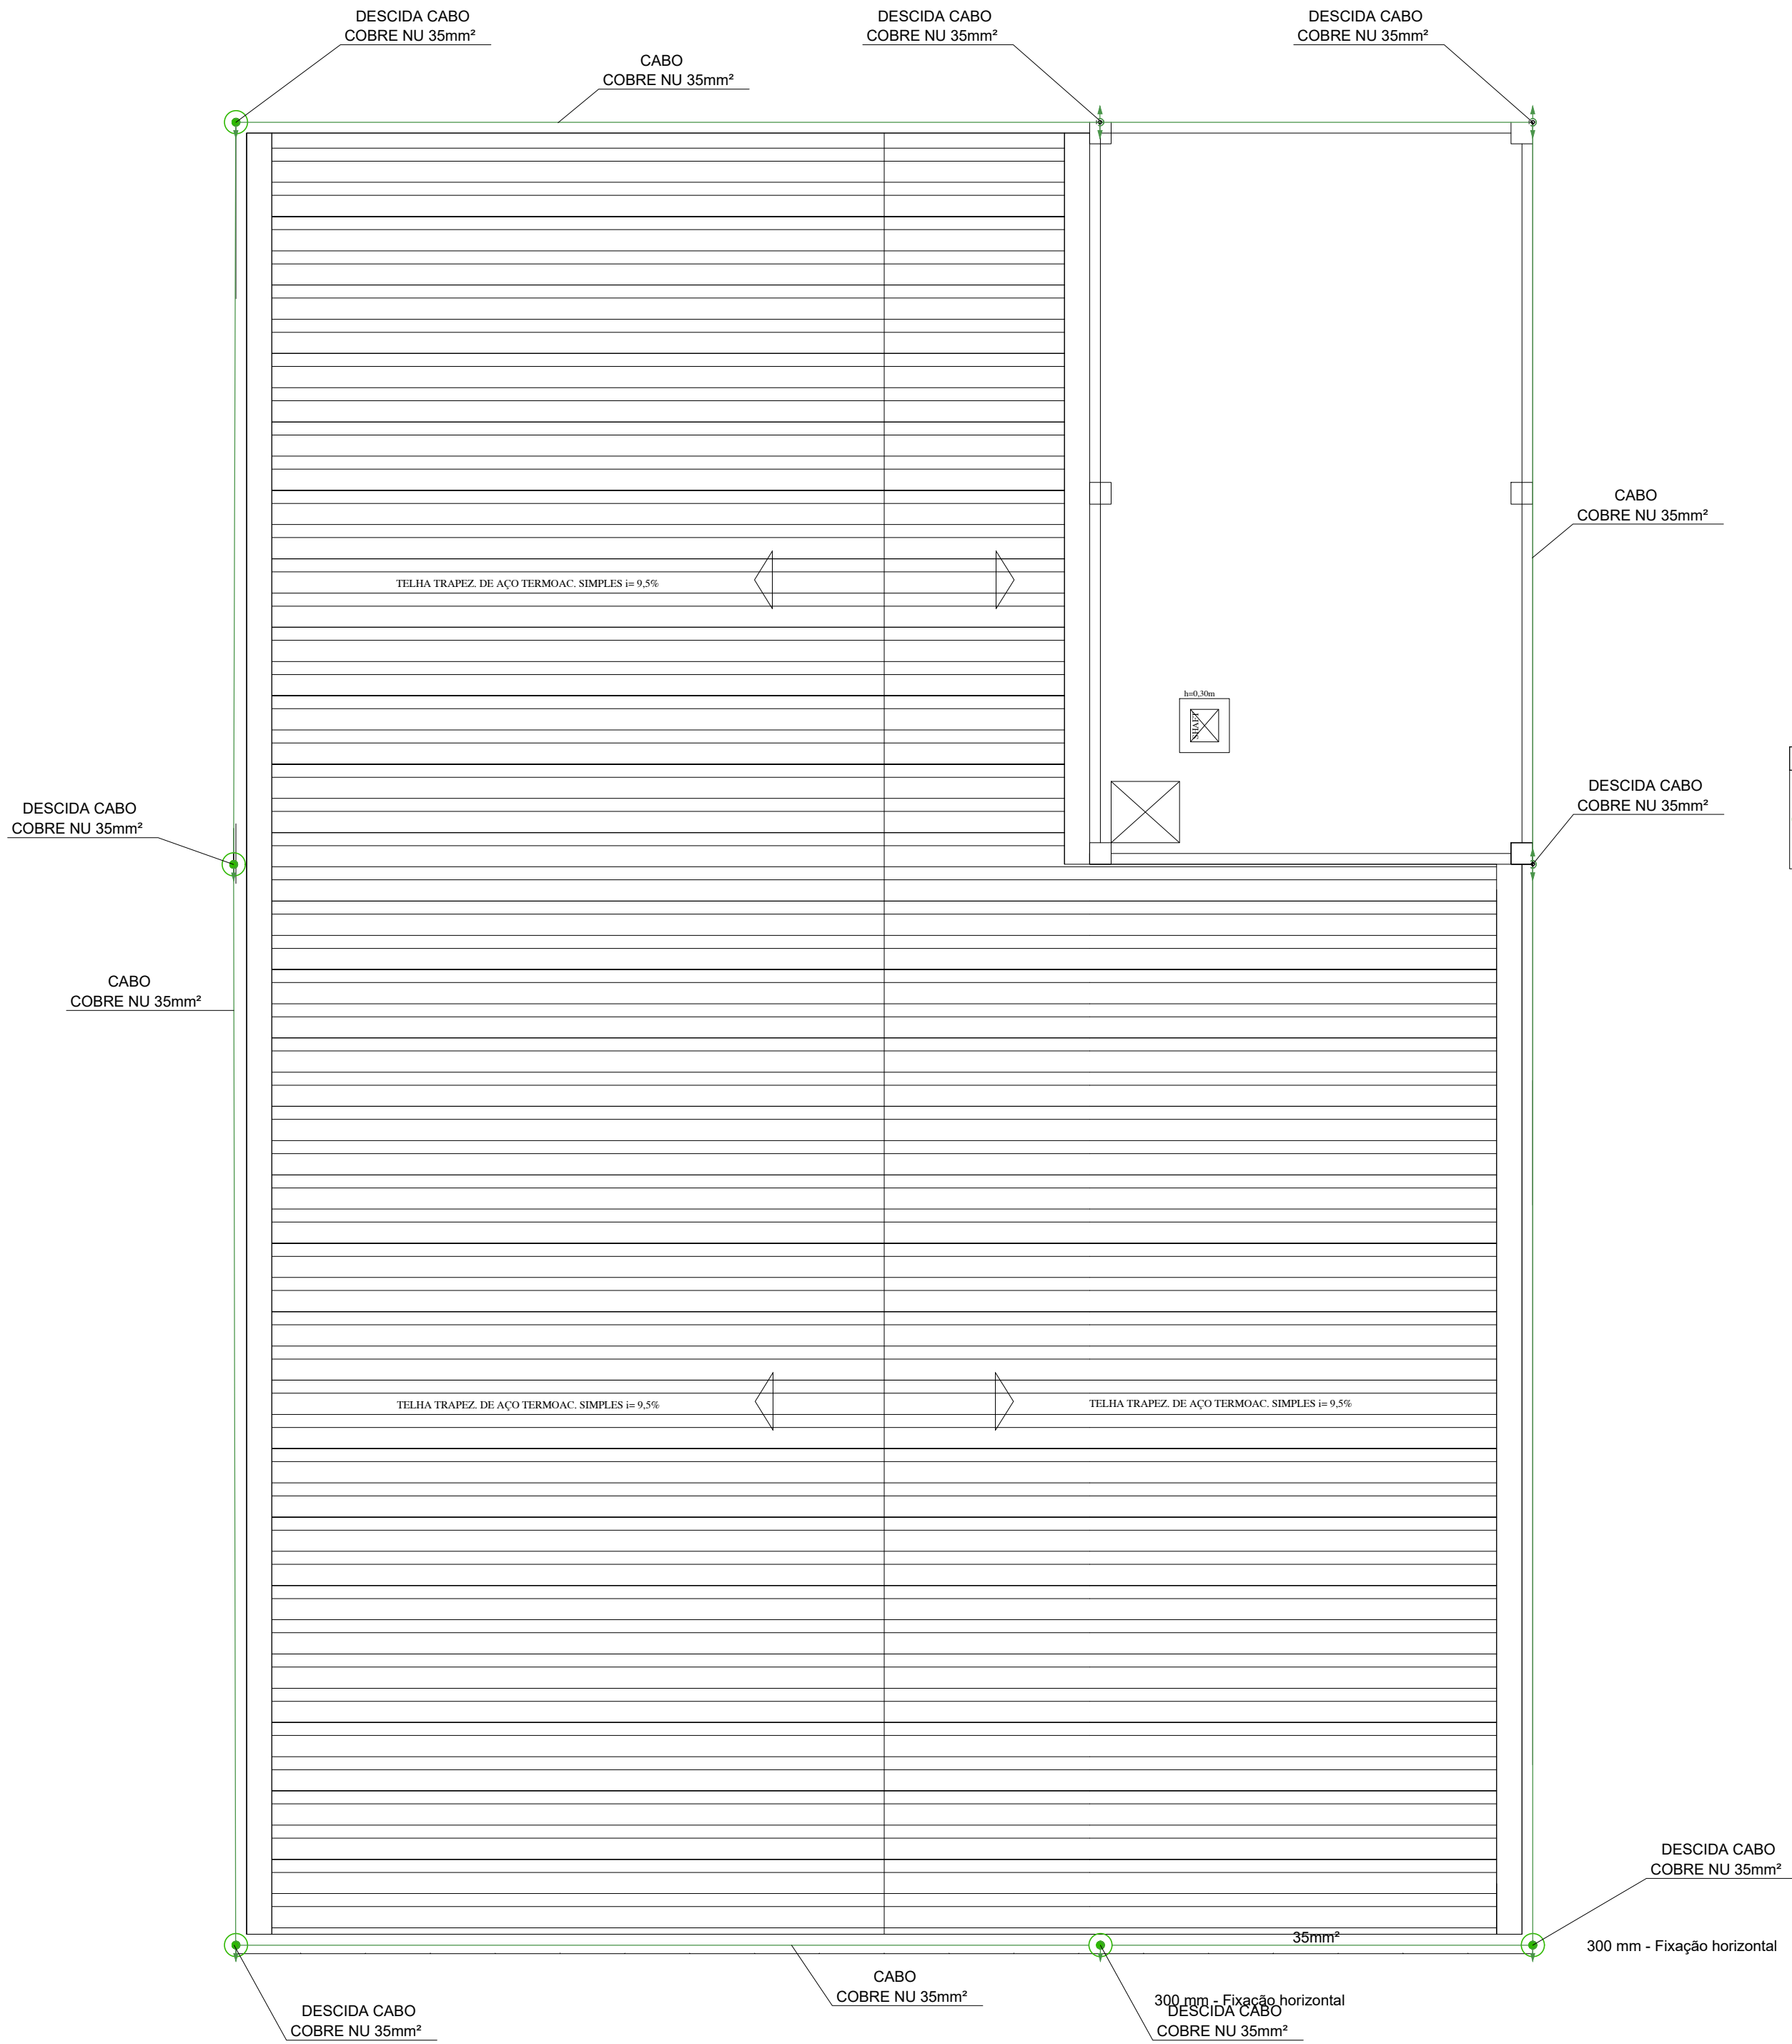 DESCIDA CABO
COBRE NU 35mm²
DESCIDA CABO
COBRE NU 35mm²
DESCIDA CABO
COBRE NU 35mm²
CABO
COBRE NU 35mm²
CABO
COBRE NU 35mm²
TELHA TRAPEZ. DE AÇO TERMOAC. SIMPLES i= 9,5%
h=0,30m
SHAFT
DESCIDA CABO
COBRE NU 35mm²
DESCIDA CABO
COBRE NU 35mm²
CABO
COBRE NU 35mm²
TELHA TRAPEZ. DE AÇO TERMOAC. SIMPLES i= 9,5%
TELHA TRAPEZ. DE AÇO TERMOAC. SIMPLES i= 9,5%
DESCIDA CABO
COBRE NU 35mm²
35mm²
300 mm - Fixação horizontal
CABO
COBRE NU 35mm²
300 mm - Fixação horizontal
DESCIDA CABO
COBRE NU 35mm²
DESCIDA CABO
COBRE NU 35mm²